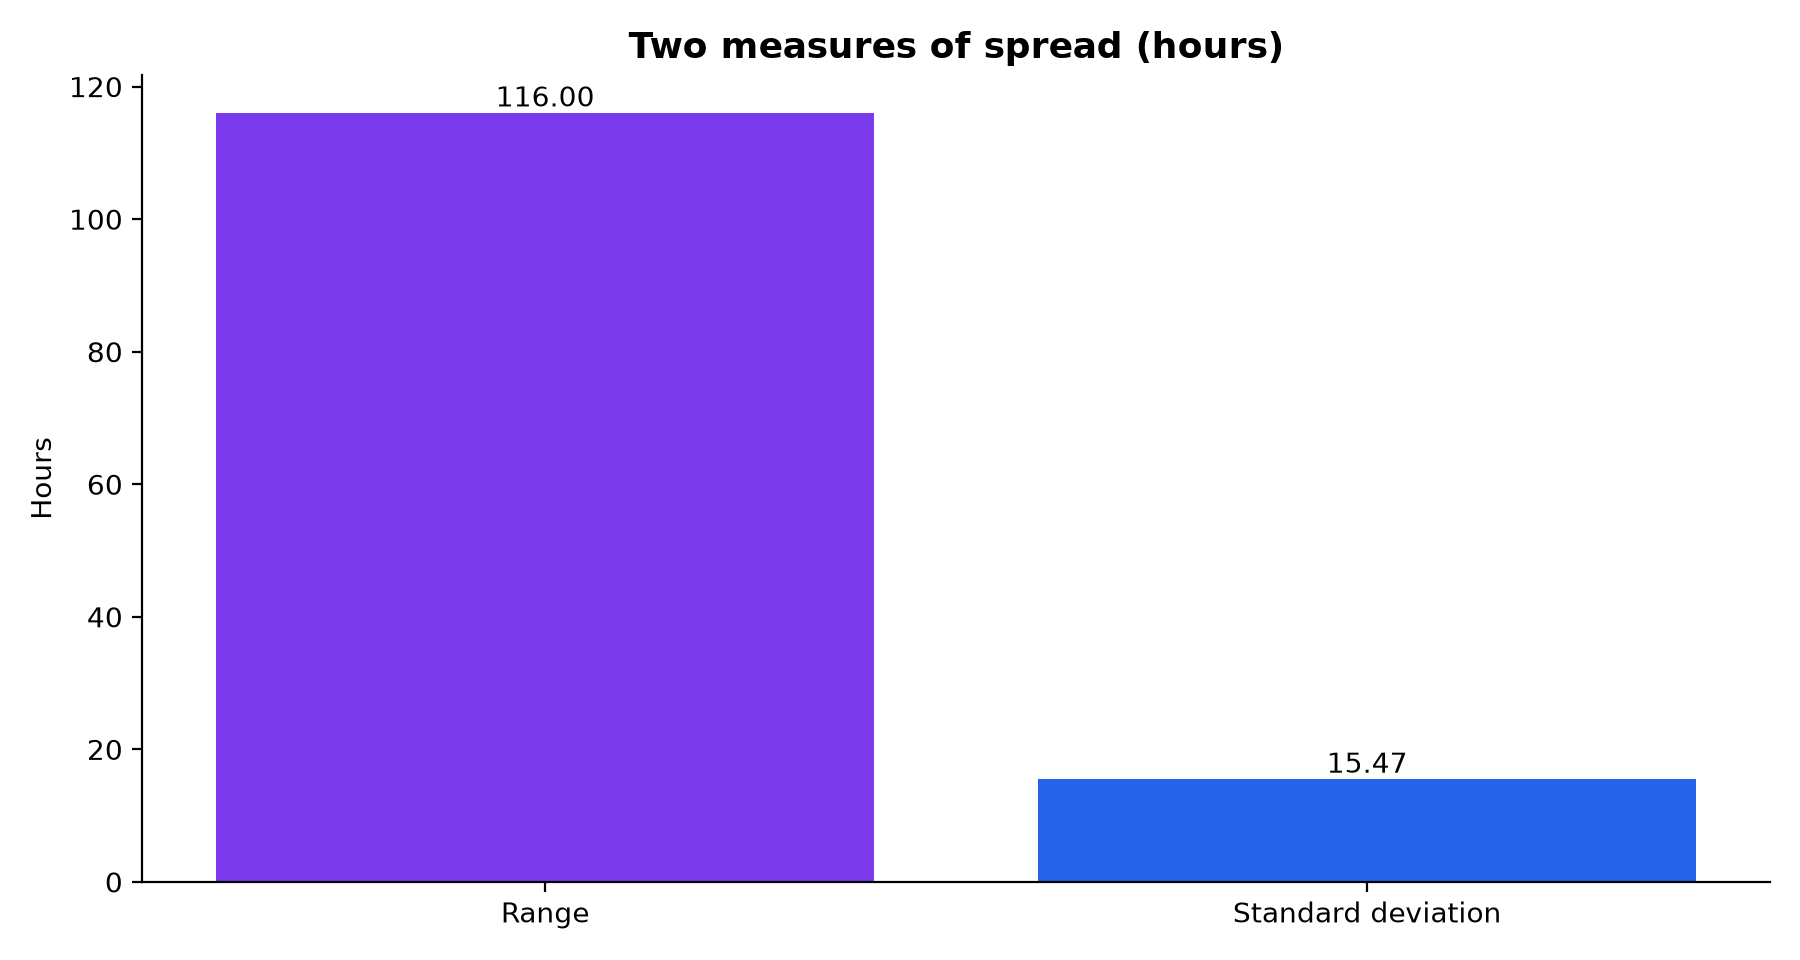 Two measures of spread (hours)
120
100
80
60
40
20
0
Hours
116.00
15.47
Range
Standard deviation